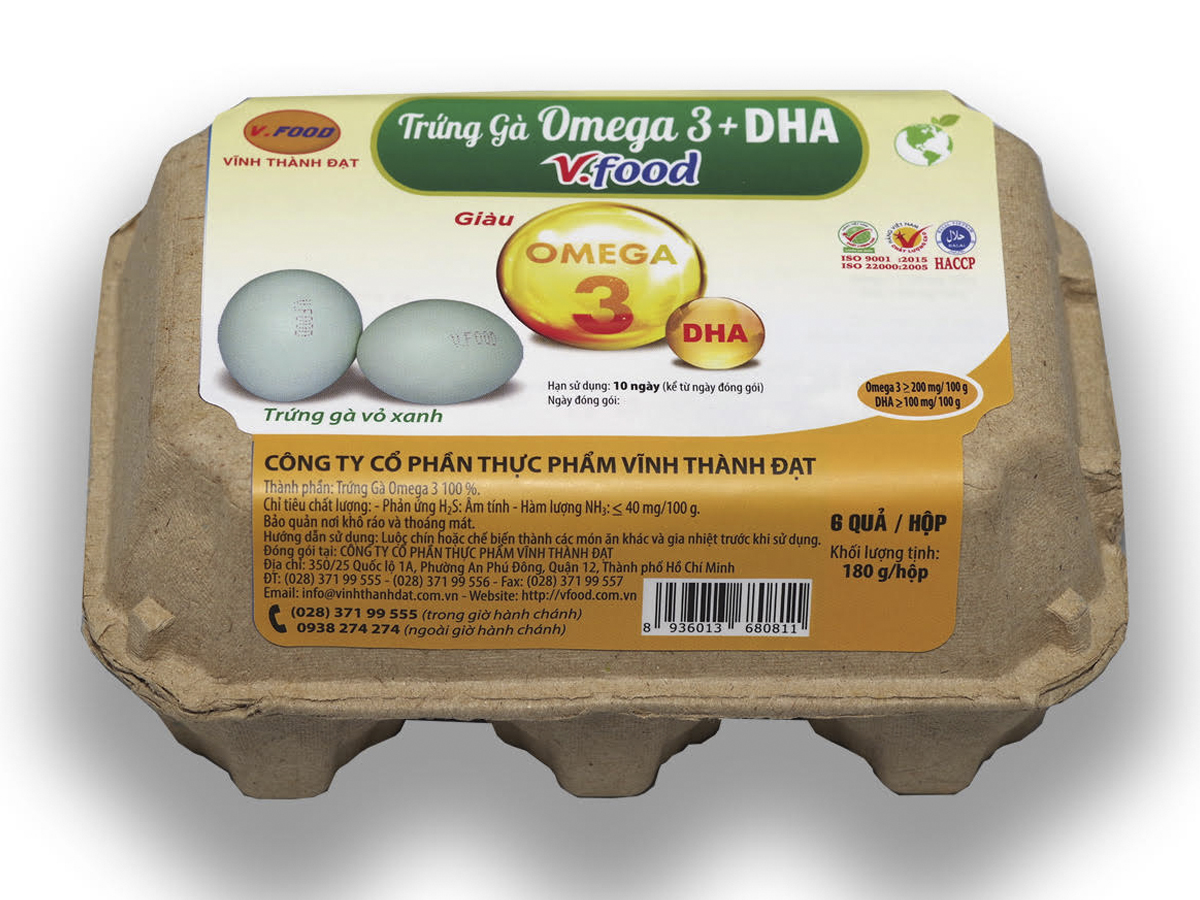 V.FOOD
VĨNH THÀNH ĐẠT
Trứng Gà Omega 3 + DHA
V.food
Giàu
OMEGA
3
DHA
ISO 9001 :2015
ISO 22000:2005
HACCP
HALAL
V.FOOD
V.FOOD
Trứng gà vỏ xanh
Hạn sử dụng: 10 ngày (kể từ ngày đóng gói)
Ngày đóng gói:
Omega 3 ≥ 200 mg/ 100 g
DHA ≥ 100 mg/ 100 g
CÔNG TY CỔ PHẦN THỰC PHẨM VĨNH THÀNH ĐẠT
Thành phần: Trứng Gà Omega 3 100 %.
Chỉ tiêu chất lượng: - Phản ứng H₂S: Âm tính - Hàm lượng NH₃: ≤ 40 mg/100 g.
Bảo quản nơi khô ráo và thoáng mát.
Hướng dẫn sử dụng: Luộc chín hoặc chế biến thành các món ăn khác và gia nhiệt trước khi sử dụng.
Đóng gói tại: CÔNG TY CỔ PHẦN THỰC PHẨM VĨNH THÀNH ĐẠT
Địa chỉ: 350/25 Quốc lộ 1A, Phường An Phú Đông, Quận 12, Thành phố Hồ Chí Minh
ĐT: (028) 371 99 555 - (028) 371 99 556 - Fax: (028) 371 99 557
Email: info@vinhthanhdat.com.vn - Website: http://vfood.com.vn
(028) 371 99 555 (trong giờ hành chánh)
0938 274 274 (ngoài giờ hành chánh)
6 QUẢ / HỘP
Khối lượng tịnh:
180 g/hộp
8 936013 680811